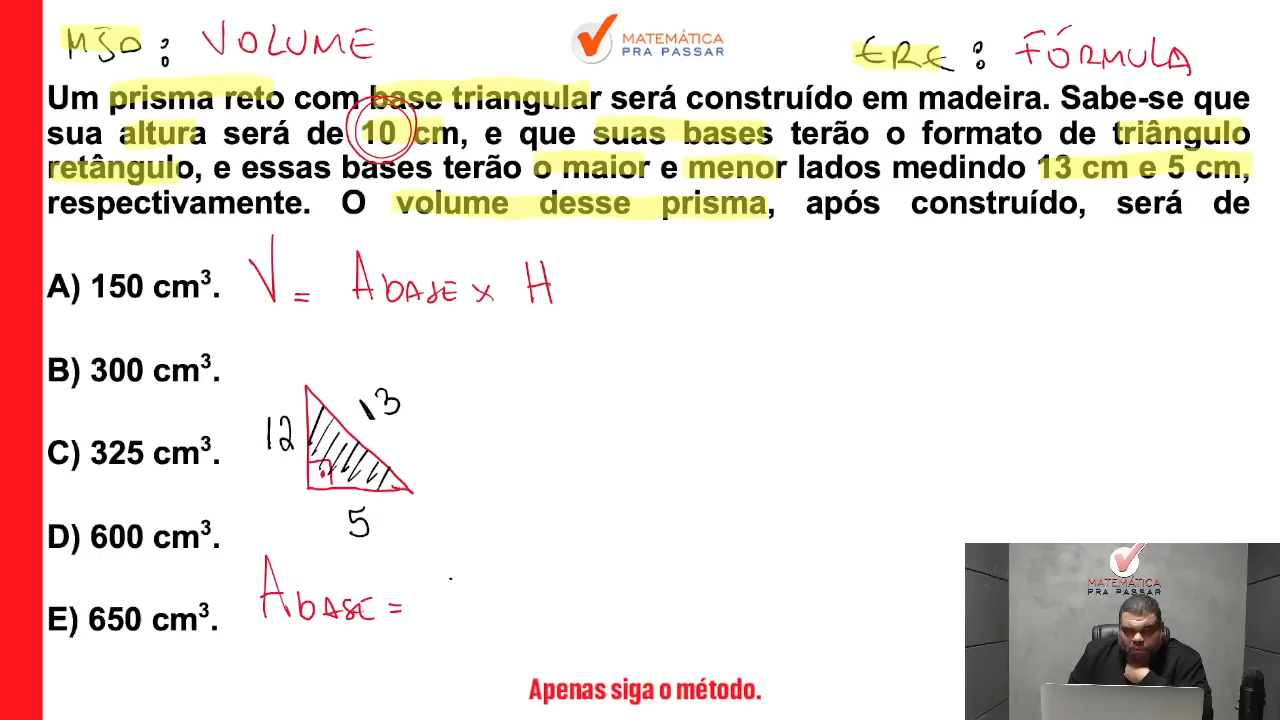 MJO: VOLUME
MATEMÁTICA
PRA PASSAR
ERE: FÓRMULA
Um prisma reto com base triangular será construído em madeira. Sabe-se que
sua altura será de 10 cm, e que suas bases terão o formato de triângulo
retângulo, e essas bases terão o maior e menor lados medindo 13 cm e 5 cm,
respectivamente. O volume desse prisma, após construído, será de
A) 150 cm³.
V = ABASE x H
B) 300 cm³.
13
12
C) 325 cm³.
5
D) 600 cm³.
ABASE =
E) 650 cm³.
MATEMÁTICA
PRA PASSAR
Apenas siga o método.